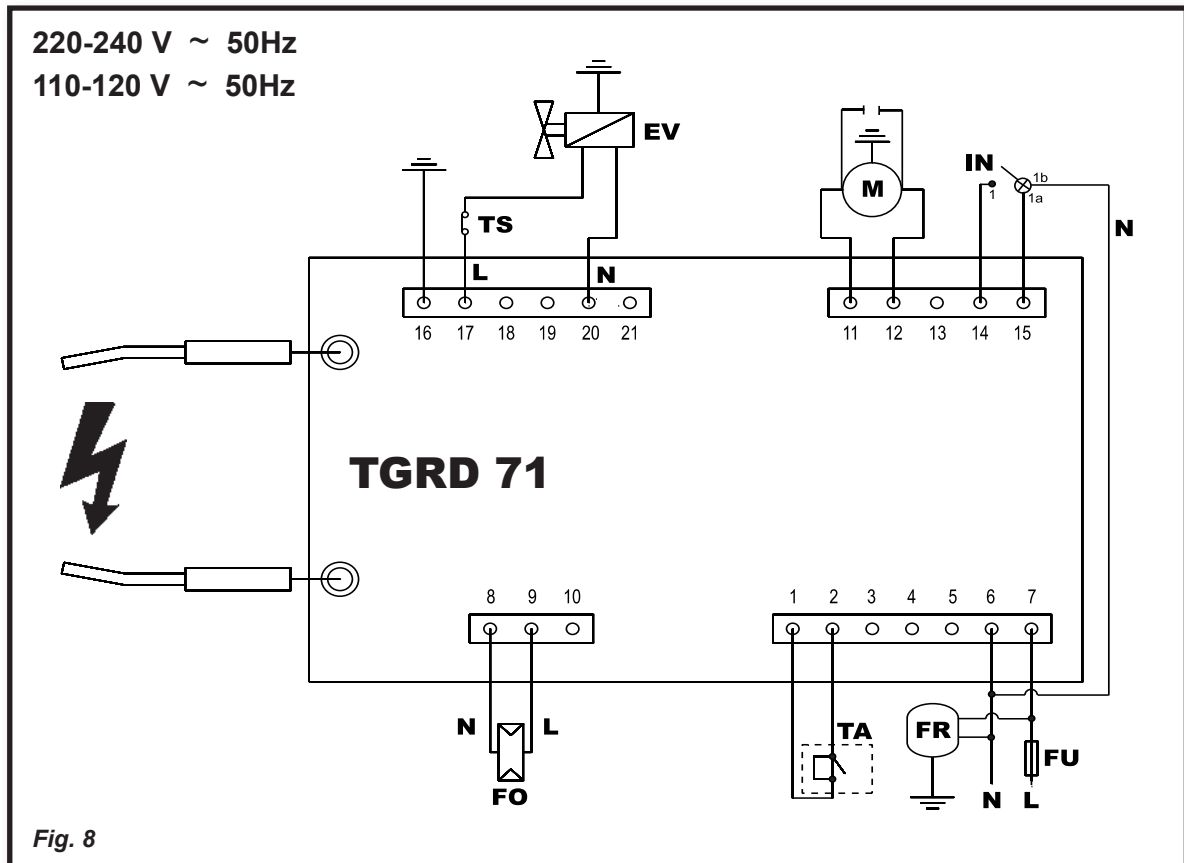 220-240 V ~ 50Hz
110-120 V ~ 50Hz
EV
M
IN
1b
1
1a
TS
N
L
N
16 17 18 19 20 21
11 12 13 14 15
TGRD 71
8 9 10
1 2 3 4 5 6 7
N
L
TA
FR
FU
FO
N
L
Fig. 8